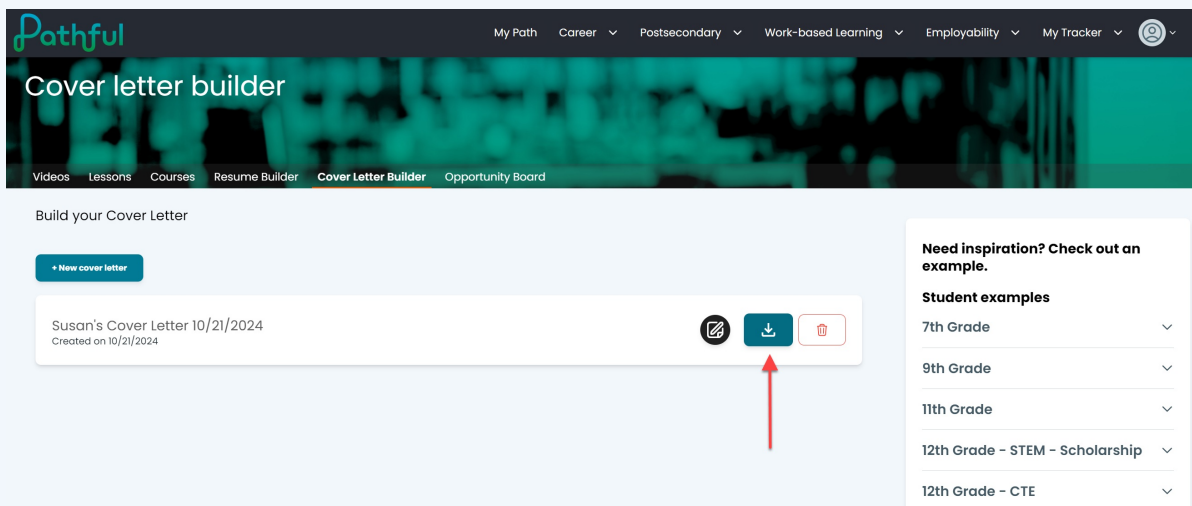 Pathful
My Path Career Postsecondary Work-based Learning Employability My Tracker
Cover letter builder
Videos Lessons Courses Resume Builder Cover Letter Builder Opportunity Board
Build your Cover Letter
+ New cover letter
Susan's Cover Letter 10/21/2024
Created on 10/21/2024
Need inspiration? Check out an
example.
Student examples
7th Grade
9th Grade
11th Grade
12th Grade - STEM - Scholarship
12th Grade - CTE